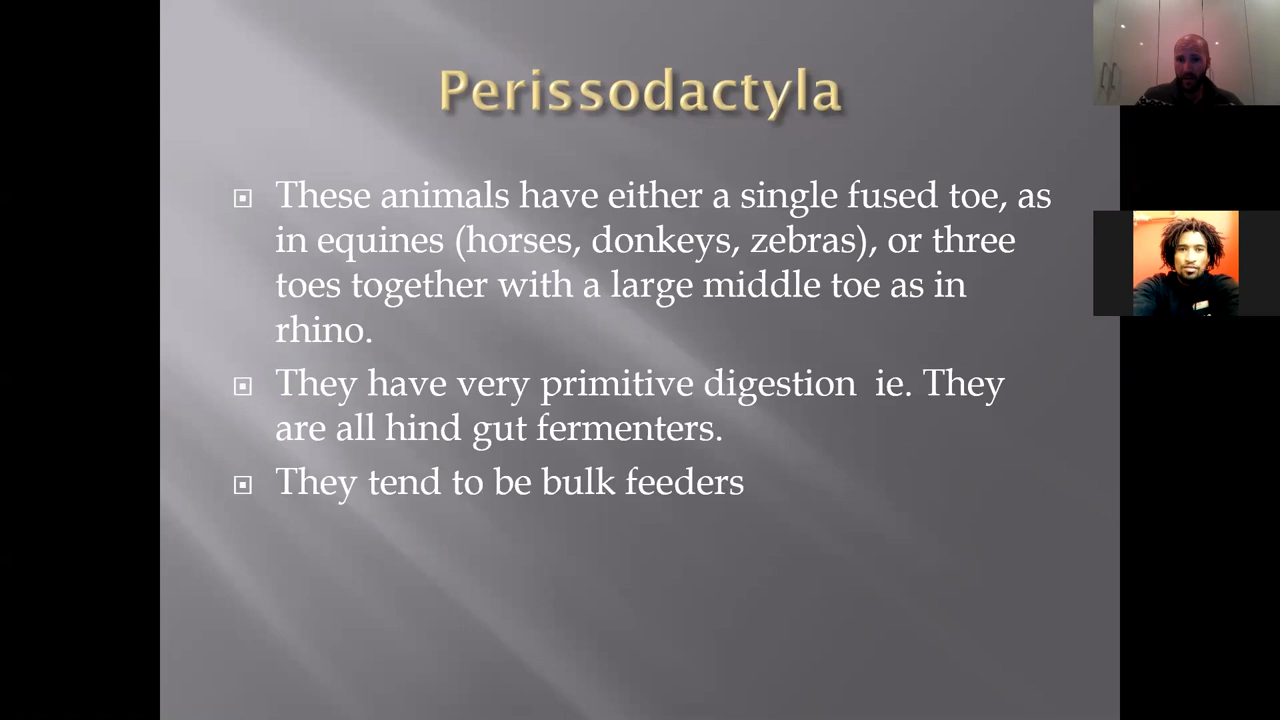 Perissodactyla
These animals have either a single fused toe, as
in equines (horses, donkeys, zebras), or three
toes together with a large middle toe as in
rhino.
They have very primitive digestion  ie. They
are all hind gut fermenters.
They tend to be bulk feeders